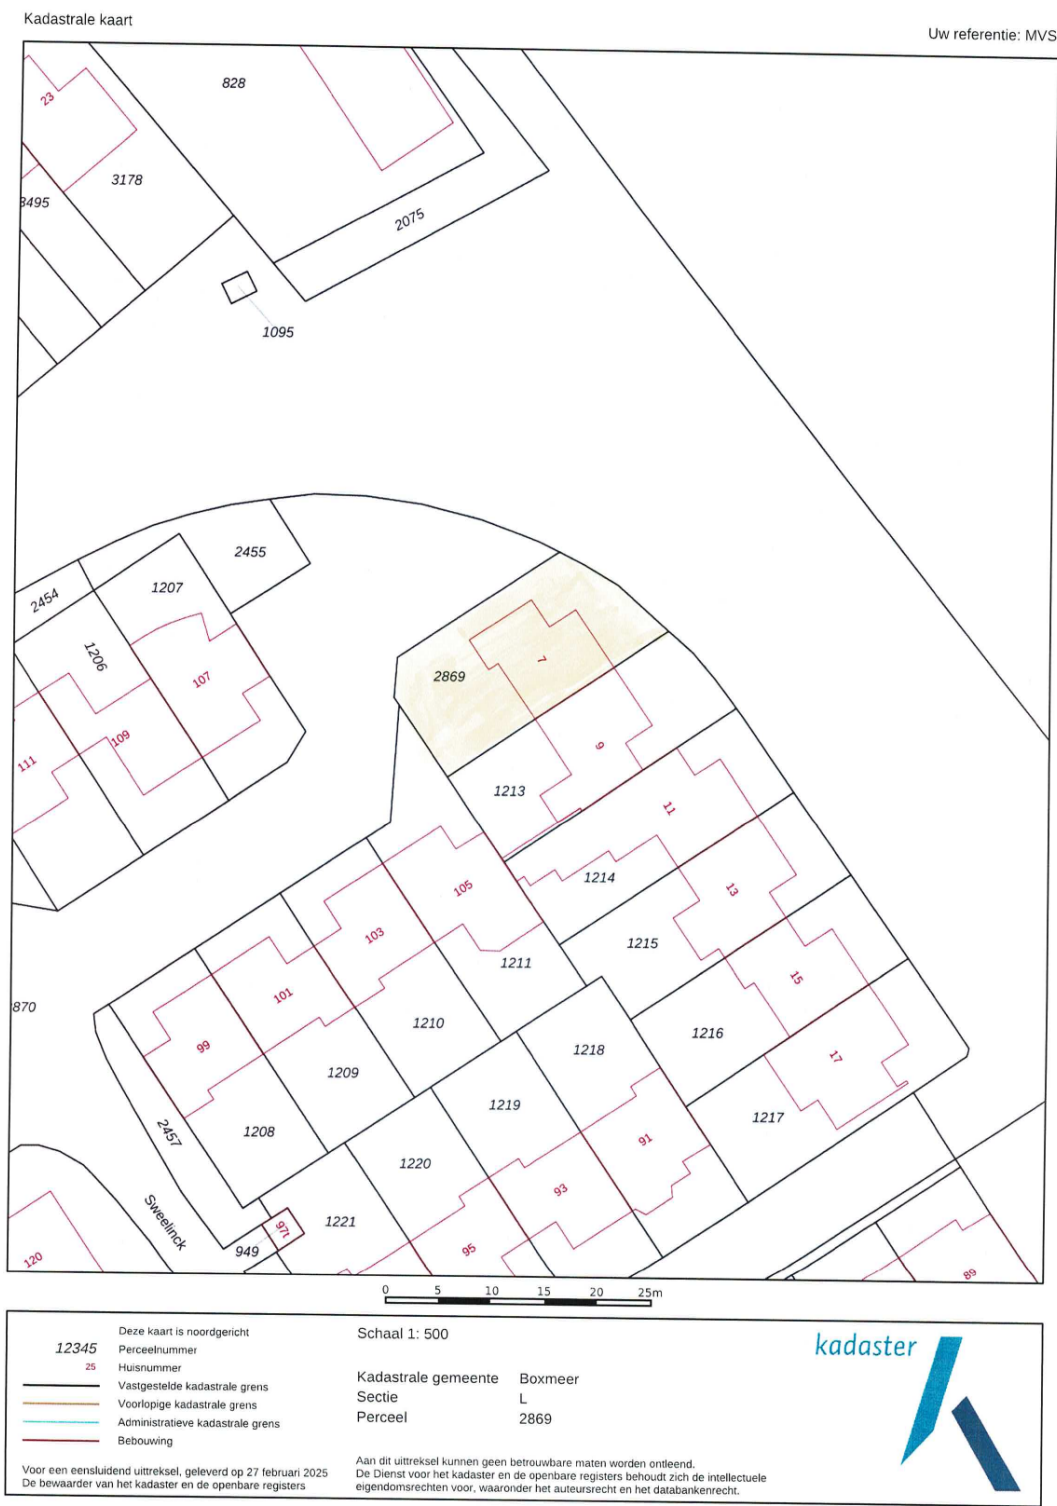 Kadastrale kaart
Uw referentie: MVS
828
23
3178
3495
2075
1095
2455
1207
2454
1206
107
7
2869
109
111
9
1213
11
105
1214
13
103
1215
1211
101
15
870
1210
1216
99
1218
17
1209
1219
1217
2457
1208
91
1220
93
Sweelinck
1221
97t
949
95
120
89
0 5 10 15 20 25m
Deze kaart is noordgericht
12345 Perceelnummer
25 Huisnummer
Vastgestelde kadastrale grens
Voorlopige kadastrale grens
Administratieve kadastrale grens
Bebouwing
Voor een eensluidend uittreksel, geleverd op 27 februari 2025
De bewaarder van het kadaster en de openbare registers
Schaal 1: 500
Kadastrale gemeente Boxmeer
Sectie L
Perceel 2869
Aan dit uittreksel kunnen geen betrouwbare maten worden ontleend.
De Dienst voor het kadaster en de openbare registers behoudt zich de intellectuele
eigendomsrechten voor, waaronder het auteursrecht en het databankenrecht.
kadaster